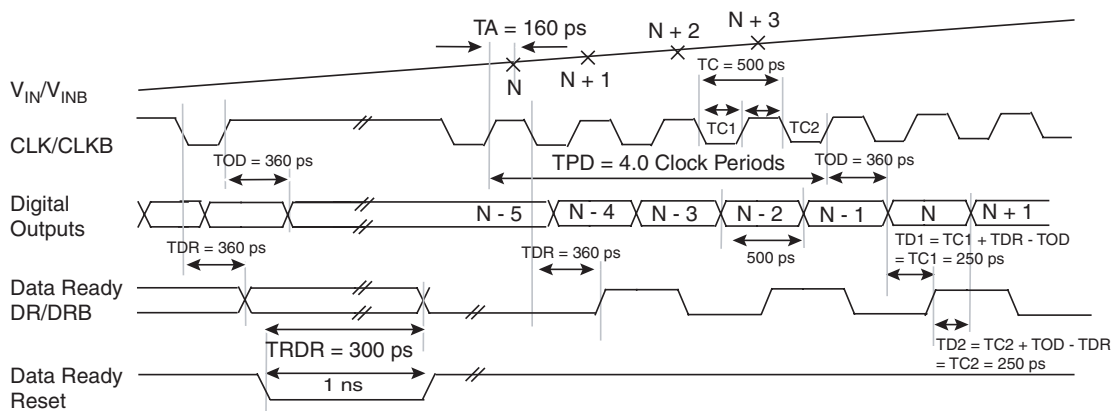 TA = 160 ps
N + 3
N + 2
N + 1
N
TC = 500 ps
V_IN/V_INB
CLK/CLKB
TC1
TC2
TOD = 360 ps
TPD = 4.0 Clock Periods
TOD = 360 ps
Digital
Outputs
N - 5
N - 4
N - 3
N - 2
N - 1
N
N + 1
TDR = 360 ps
TDR = 360 ps
500 ps
TD1 = TC1 + TDR - TOD
= TC1 = 250 ps
Data Ready
DR/DRB
TRDR = 300 ps
TD2 = TC2 + TOD - TDR
= TC2 = 250 ps
Data Ready
Reset
1 ns